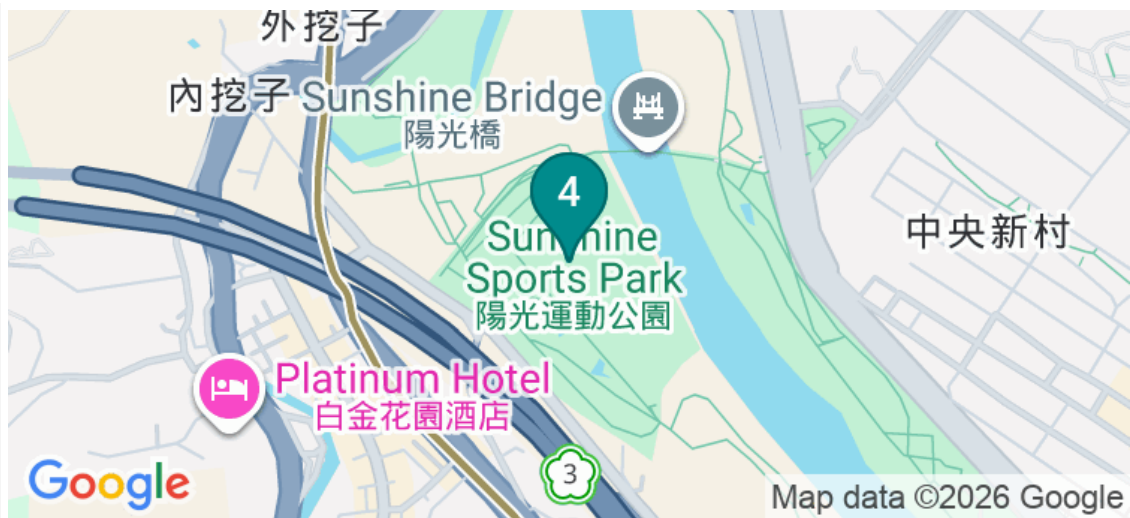 外挖子
內挖子
Sunshine Bridge
陽光橋
4
Sunshine
Sports Park
陽光運動公園
中央新村
Platinum Hotel
白金花園酒店
3
Google
Map data ©2026 Google